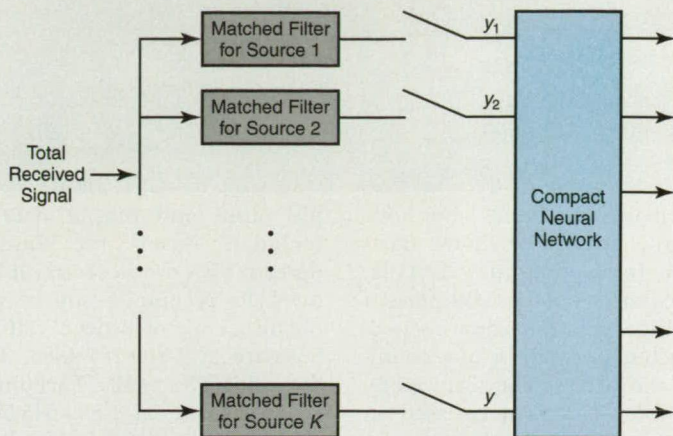 Matched Filter
for Source 1
y1
Matched Filter
for Source 2
y2
Total
Received
Signal
Compact
Neural
Network
Matched Filter
for Source K
y